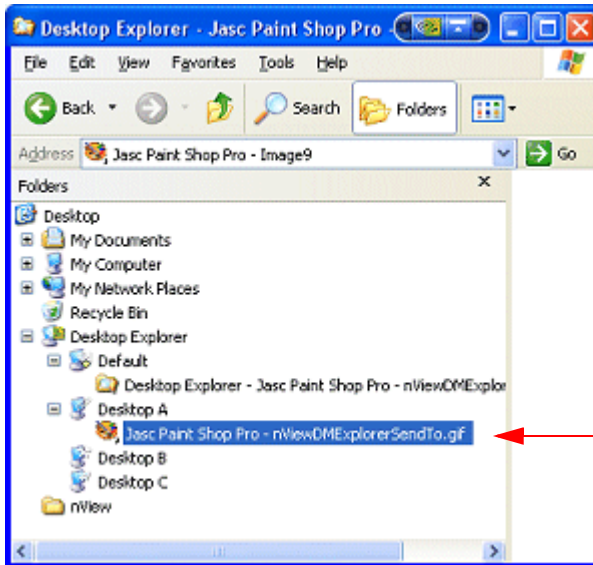 Desktop Explorer - Jasc Paint Shop Pro -
File Edit View Favorites Tools Help
Back Search Folders
Address Jasc Paint Shop Pro - Image9 Go
Folders x
Desktop
My Documents
My Computer
My Network Places
Recycle Bin
Desktop Explorer
Default
Desktop Explorer - Jasc Paint Shop Pro - nViewDMExplor
Desktop A
Jasc Paint Shop Pro - nViewDMExplorerSendTo.gif
Desktop B
Desktop C
nView